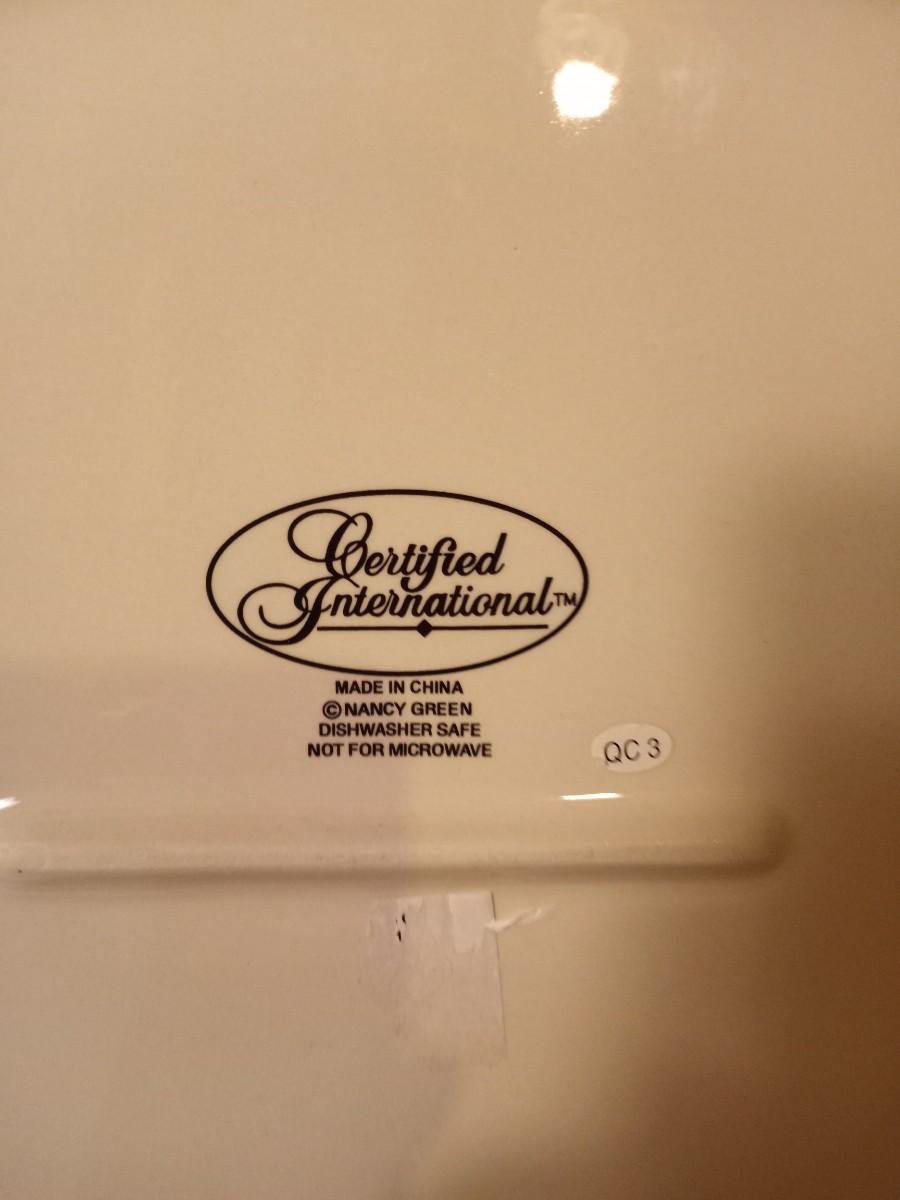 Certified
International™
MADE IN CHINA
© NANCY GREEN
DISHWASHER SAFE
NOT FOR MICROWAVE
QC 3